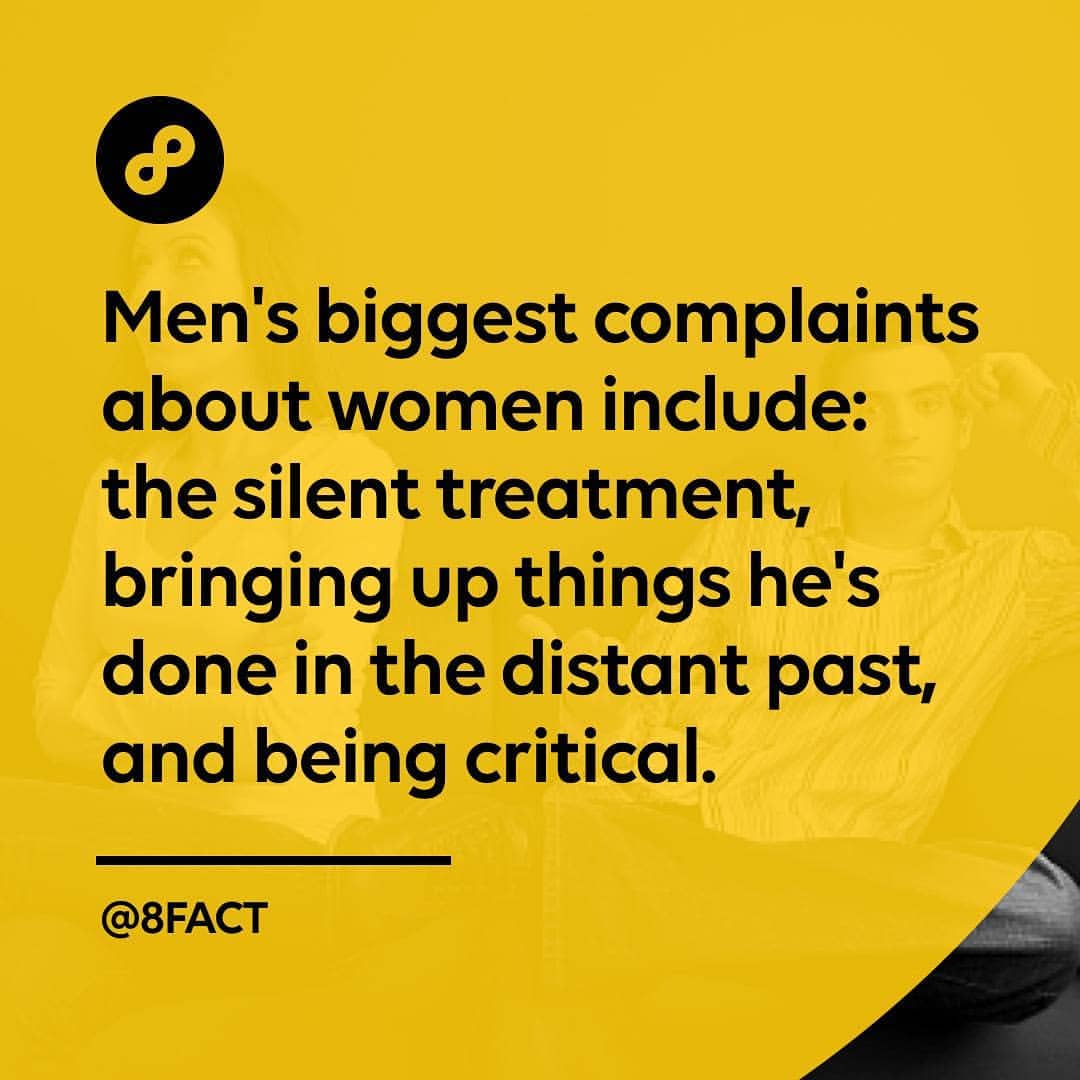 Men's biggest complaints
about women include:
the silent treatment,
bringing up things he's
done in the distant past,
and being critical.
@8FACT